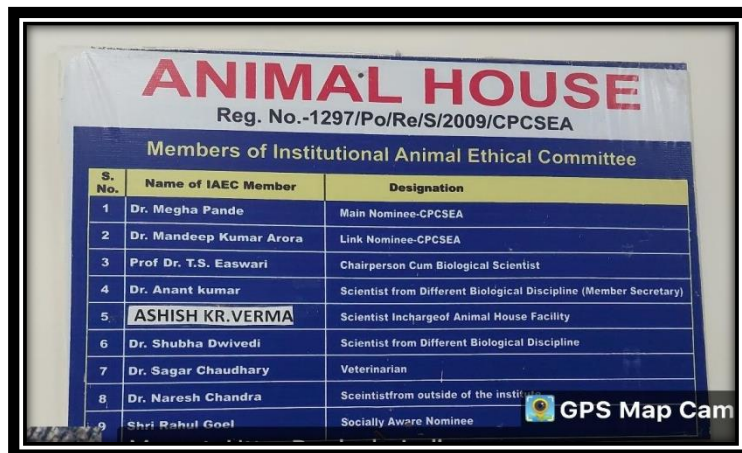 ANIMAL HOUSE
Reg. No.-1297/Po/Re/S/2009/CPCSEA
Members of Institutional Animal Ethical Committee
S. No. Name of IAEC Member Designation
1 Dr. Megha Pande Main Nominee-CPCSEA
2 Dr. Mandeep Kumar Arora Link Nominee-CPCSEA
3 Prof Dr. T.S. Easwari Chairperson Cum Biological Scientist
4 Dr. Anant kumar Scientist from Different Biological Discipline (Member Secretary)
5 ASHISH KR.VERMA Scientist Inchargeof Animal House Facility
6 Dr. Shubha Dwivedi Scientist from Different Biological Discipline
7 Dr. Sagar Chaudhary Veterinarian
8 Dr. Naresh Chandra Sceintistfrom outside of the institute
9 Shri Rahul Goel Socially Aware Nominee
GPS Map Cam